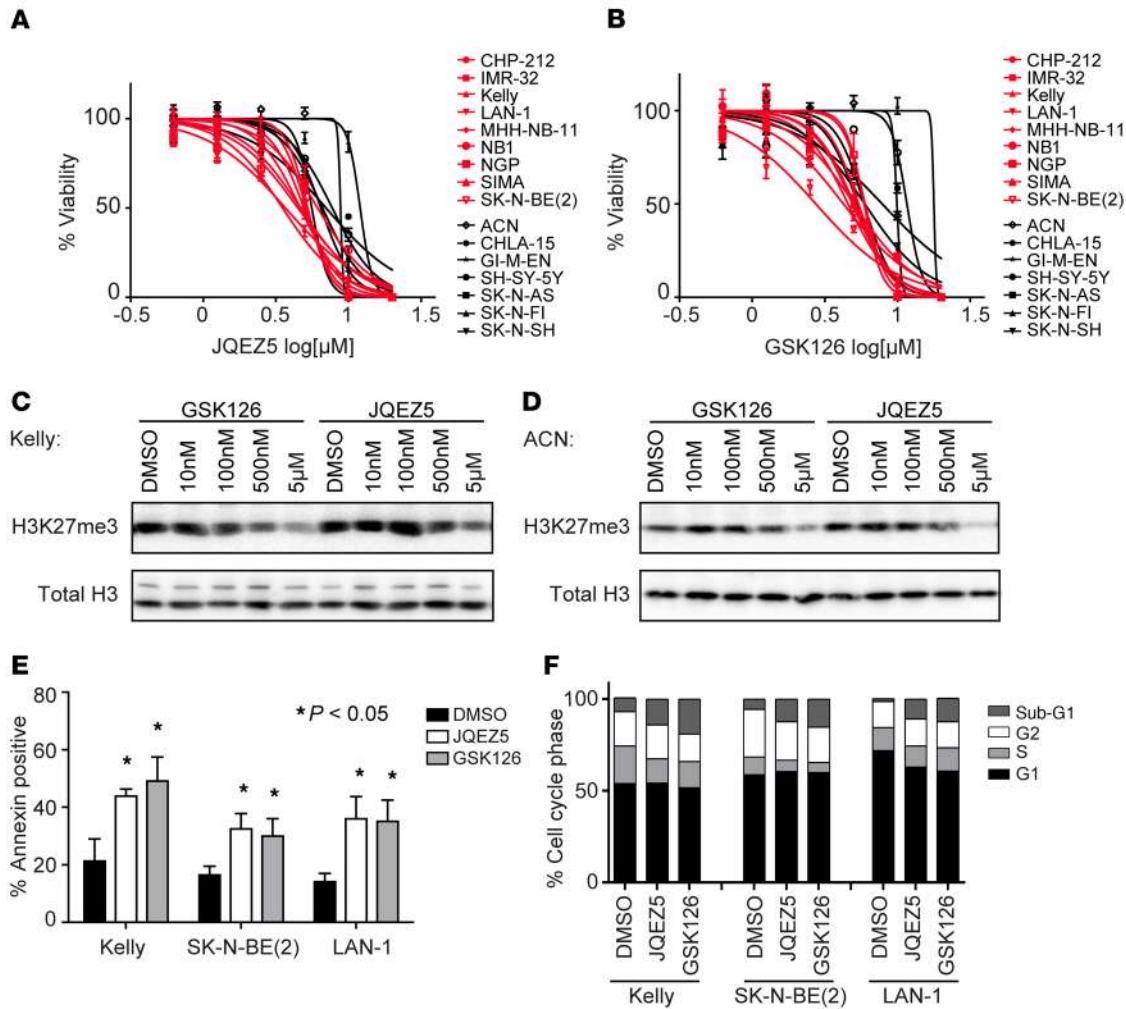 A
% Viability
100
50
0
-0.5
0
0.5
1
1.5
JQEZ5 log[µM]
CHP-212
IMR-32
Kelly
LAN-1
MHH-NB-11
NB1
NGP
SIMA
SK-N-BE(2)
ACN
CHLA-15
GI-M-EN
SH-SY-5Y
SK-N-AS
SK-N-FI
SK-N-SH
B
% Viability
100
50
0
-0.5
0
0.5
1
1.5
GSK126 log[µM]
CHP-212
IMR-32
Kelly
LAN-1
MHH-NB-11
NB1
NGP
SIMA
SK-N-BE(2)
ACN
CHLA-15
GI-M-EN
SH-SY-5Y
SK-N-AS
SK-N-FI
SK-N-SH
C
GSK126
JQEZ5
Kelly:
DMSO
10nM
100nM
500nM
5µM
DMSO
10nM
100nM
500nM
5µM
H3K27me3
Total H3
D
GSK126
JQEZ5
ACN:
DMSO
10nM
100nM
500nM
5µM
DMSO
10nM
100nM
500nM
5µM
H3K27me3
Total H3
E
% Annexin positive
80
60
40
20
0
* P < 0.05
DMSO
JQEZ5
GSK126
* *
* *
* *
Kelly
SK-N-BE(2)
LAN-1
F
% Cell cycle phase
100
50
0
Sub-G1
G2
S
G1
DMSO
JQEZ5
GSK126
DMSO
JQEZ5
GSK126
DMSO
JQEZ5
GSK126
Kelly
SK-N-BE(2)
LAN-1